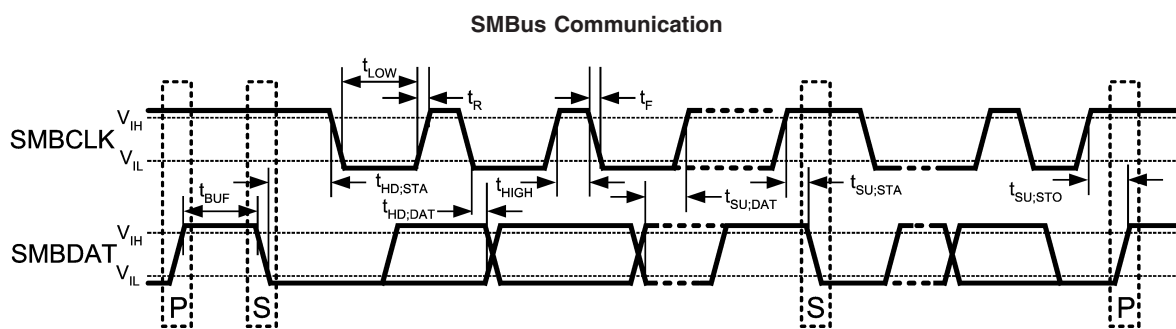 SMBus Communication
tLOW
tR
tF
VIH
SMBCLK
VIL
tHD;STA
tHIGH
tSU;DAT
tSU;STA
tSU;STO
tBUF
tHD;DAT
VIH
SMBDAT
VIL
P
S
S
P